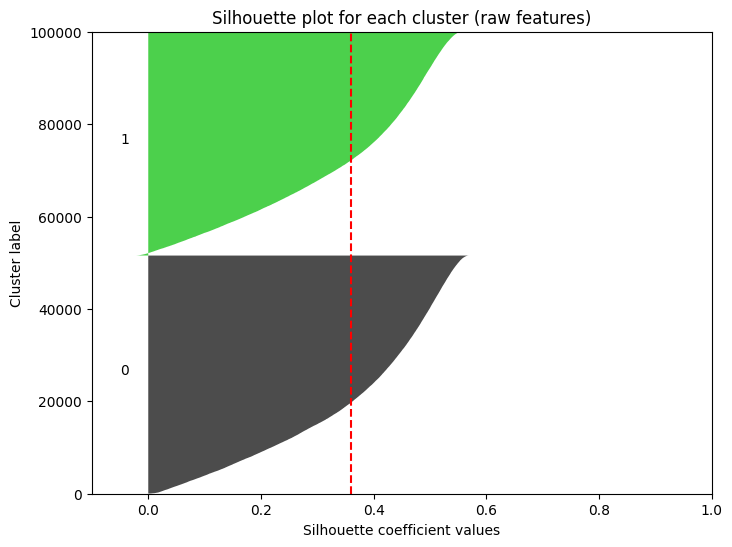 Silhouette plot for each cluster (raw features)
100000
80000
60000
40000
20000
0
Cluster label
1
0
0.0 0.2 0.4 0.6 0.8 1.0
Silhouette coefficient values